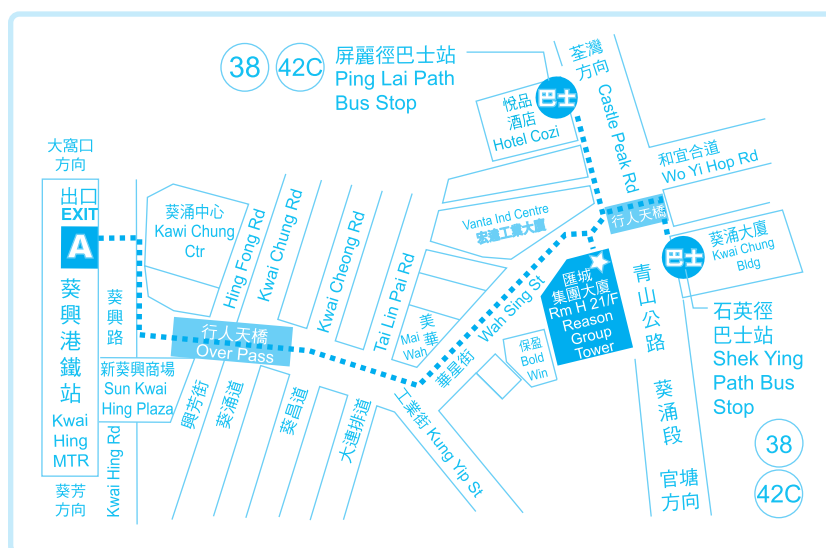 38
42C
屏麗徑巴士站
Ping Lai Path
Bus Stop
荃灣
方向
Castle Peak Rd
悅品
酒店
Hotel Cozi
巴士
和宜合道
Wo Yi Hop Rd
大窩口
方向
出口
EXIT
A
葵興港鐵站
Kwai
Hing
MTR
葵芳
方向
葵興路
Kwai Hing Rd
葵涌中心
Kawi Chung
Ctr
新葵興商場
Sun Kwai
Hing Plaza
Hing Fong Rd
興芳街
Kwai Chung Rd
葵涌道
行人天橋
Over Pass
Kwai Cheong Rd
葵昌道
Tai Lin Pai Rd
大連排道
美華
Mai
Wah
Vanta Ind Centre
宏達工業大廈
華星街 Wah Sing St
工業街 Kung Yip St
保盈
Bold
Win
匯城
集團大廈
Rm H 21/F
Reason
Group
Tower
行人天橋
巴士
葵涌大廈
Kwai Chung
Bldg
青山公路
葵涌段
官塘
方向
石英徑
巴士站
Shek Ying
Path Bus
Stop
38
42C